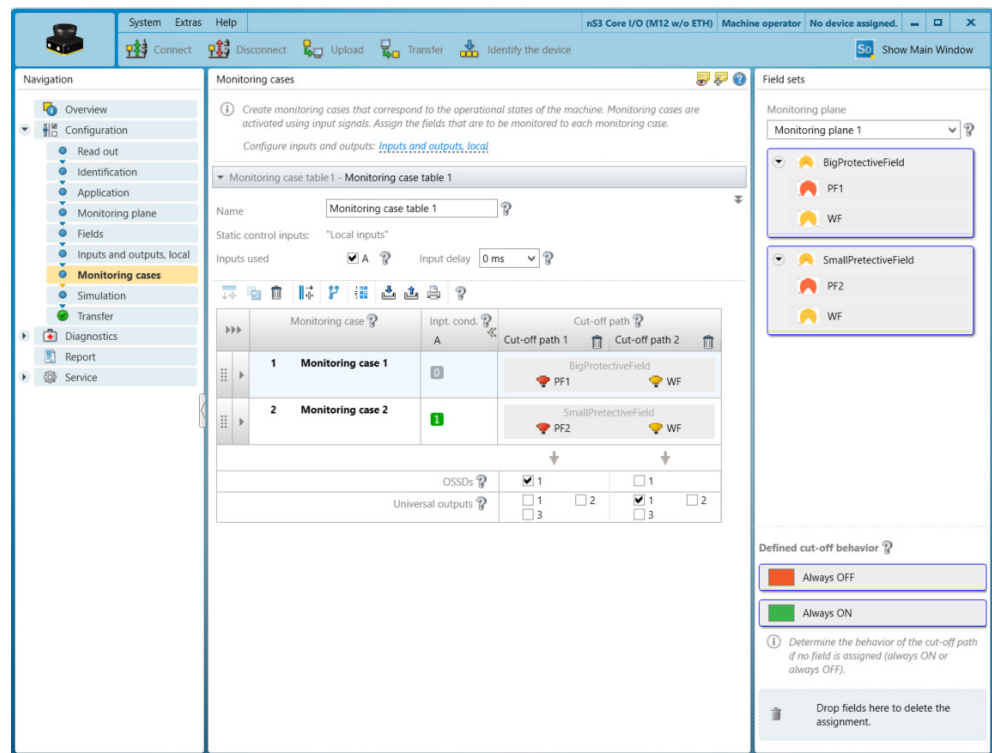 System Extras Help
nS3 Core I/O (M12 w/o ETH) Machine operator No device assigned.
Connect Disconnect Upload Transfer Identify the device
So Show Main Window
Navigation
Overview
Configuration
Read out
Identification
Application
Monitoring plane
Fields
Inputs and outputs, local
Monitoring cases
Simulation
Transfer
Diagnostics
Report
Service
Monitoring cases
Create monitoring cases that correspond to the operational states of the machine. Monitoring cases are
activated using input signals. Assign the fields that are to be monitored to each monitoring case.
Configure inputs and outputs: Inputs and outputs, local
Monitoring case table1 - Monitoring case table 1
Name Monitoring case table 1
Static control inputs: "Local inputs"
Inputs used A Input delay 0 ms
Monitoring case Inpt. cond. Cut-off path
A Cut-off path 1 Cut-off path 2
1 Monitoring case 1 0 BigProtectiveField
PF1 WF
2 Monitoring case 2 1 SmallPretectiveField
PF2 WF
OSSDs 1 1
Universal outputs 1 2 1 2
3 3
Field sets
Monitoring plane
Monitoring plane 1
BigProtectiveField
PF1
WF
SmallPretectiveField
PF2
WF
Defined cut-off behavior
Always OFF
Always ON
Determine the behavior of the cut-off path
if no field is assigned (always ON or
always OFF).
Drop fields here to delete the
assignment.